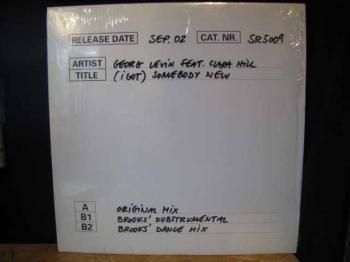 RELEASE DATE SEP. 02 CAT. NR. SR5009
ARTIST GEORG LEVIN FEAT. CLARA HILL
TITLE (I GOT) SOMEBODY NEW
A ORIGINAL MIX
B1 BROOKS' DUBSTRUMENTAL
B2 BROOKS' DANCE MIX